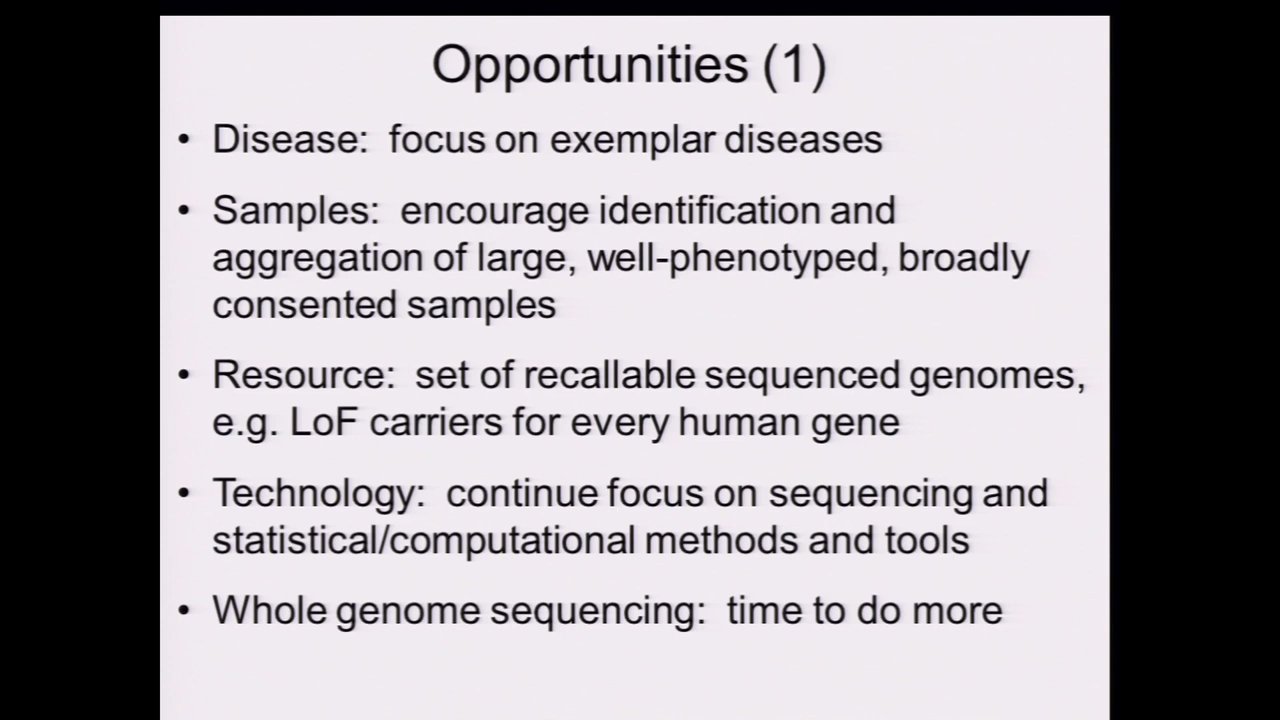 Opportunities (1)
• Disease: focus on exemplar diseases
• Samples: encourage identification and
aggregation of large, well-phenotyped, broadly
consented samples
• Resource: set of recallable sequenced genomes,
e.g. LoF carriers for every human gene
• Technology: continue focus on sequencing and
statistical/computational methods and tools
• Whole genome sequencing: time to do more